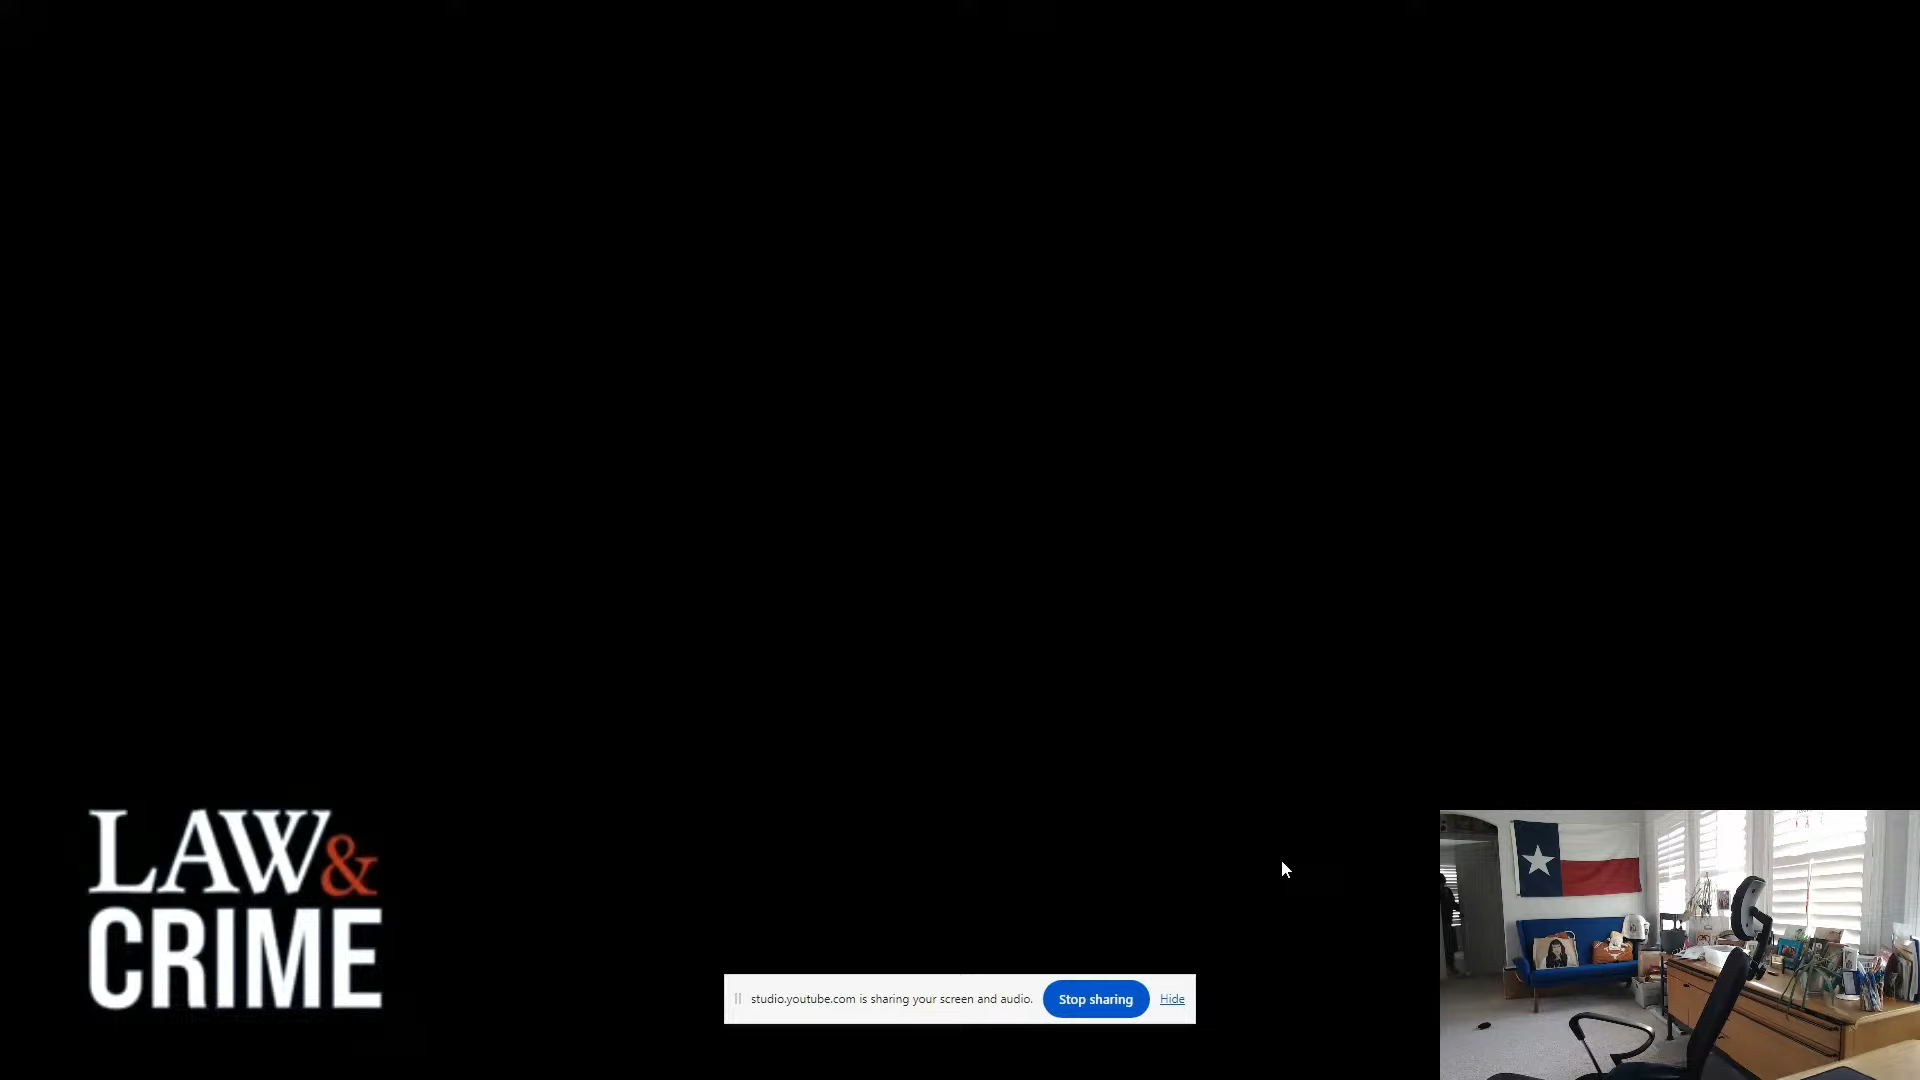 LAW&
CRIME
studio.youtube.com is sharing your screen and audio.
Stop sharing
Hide